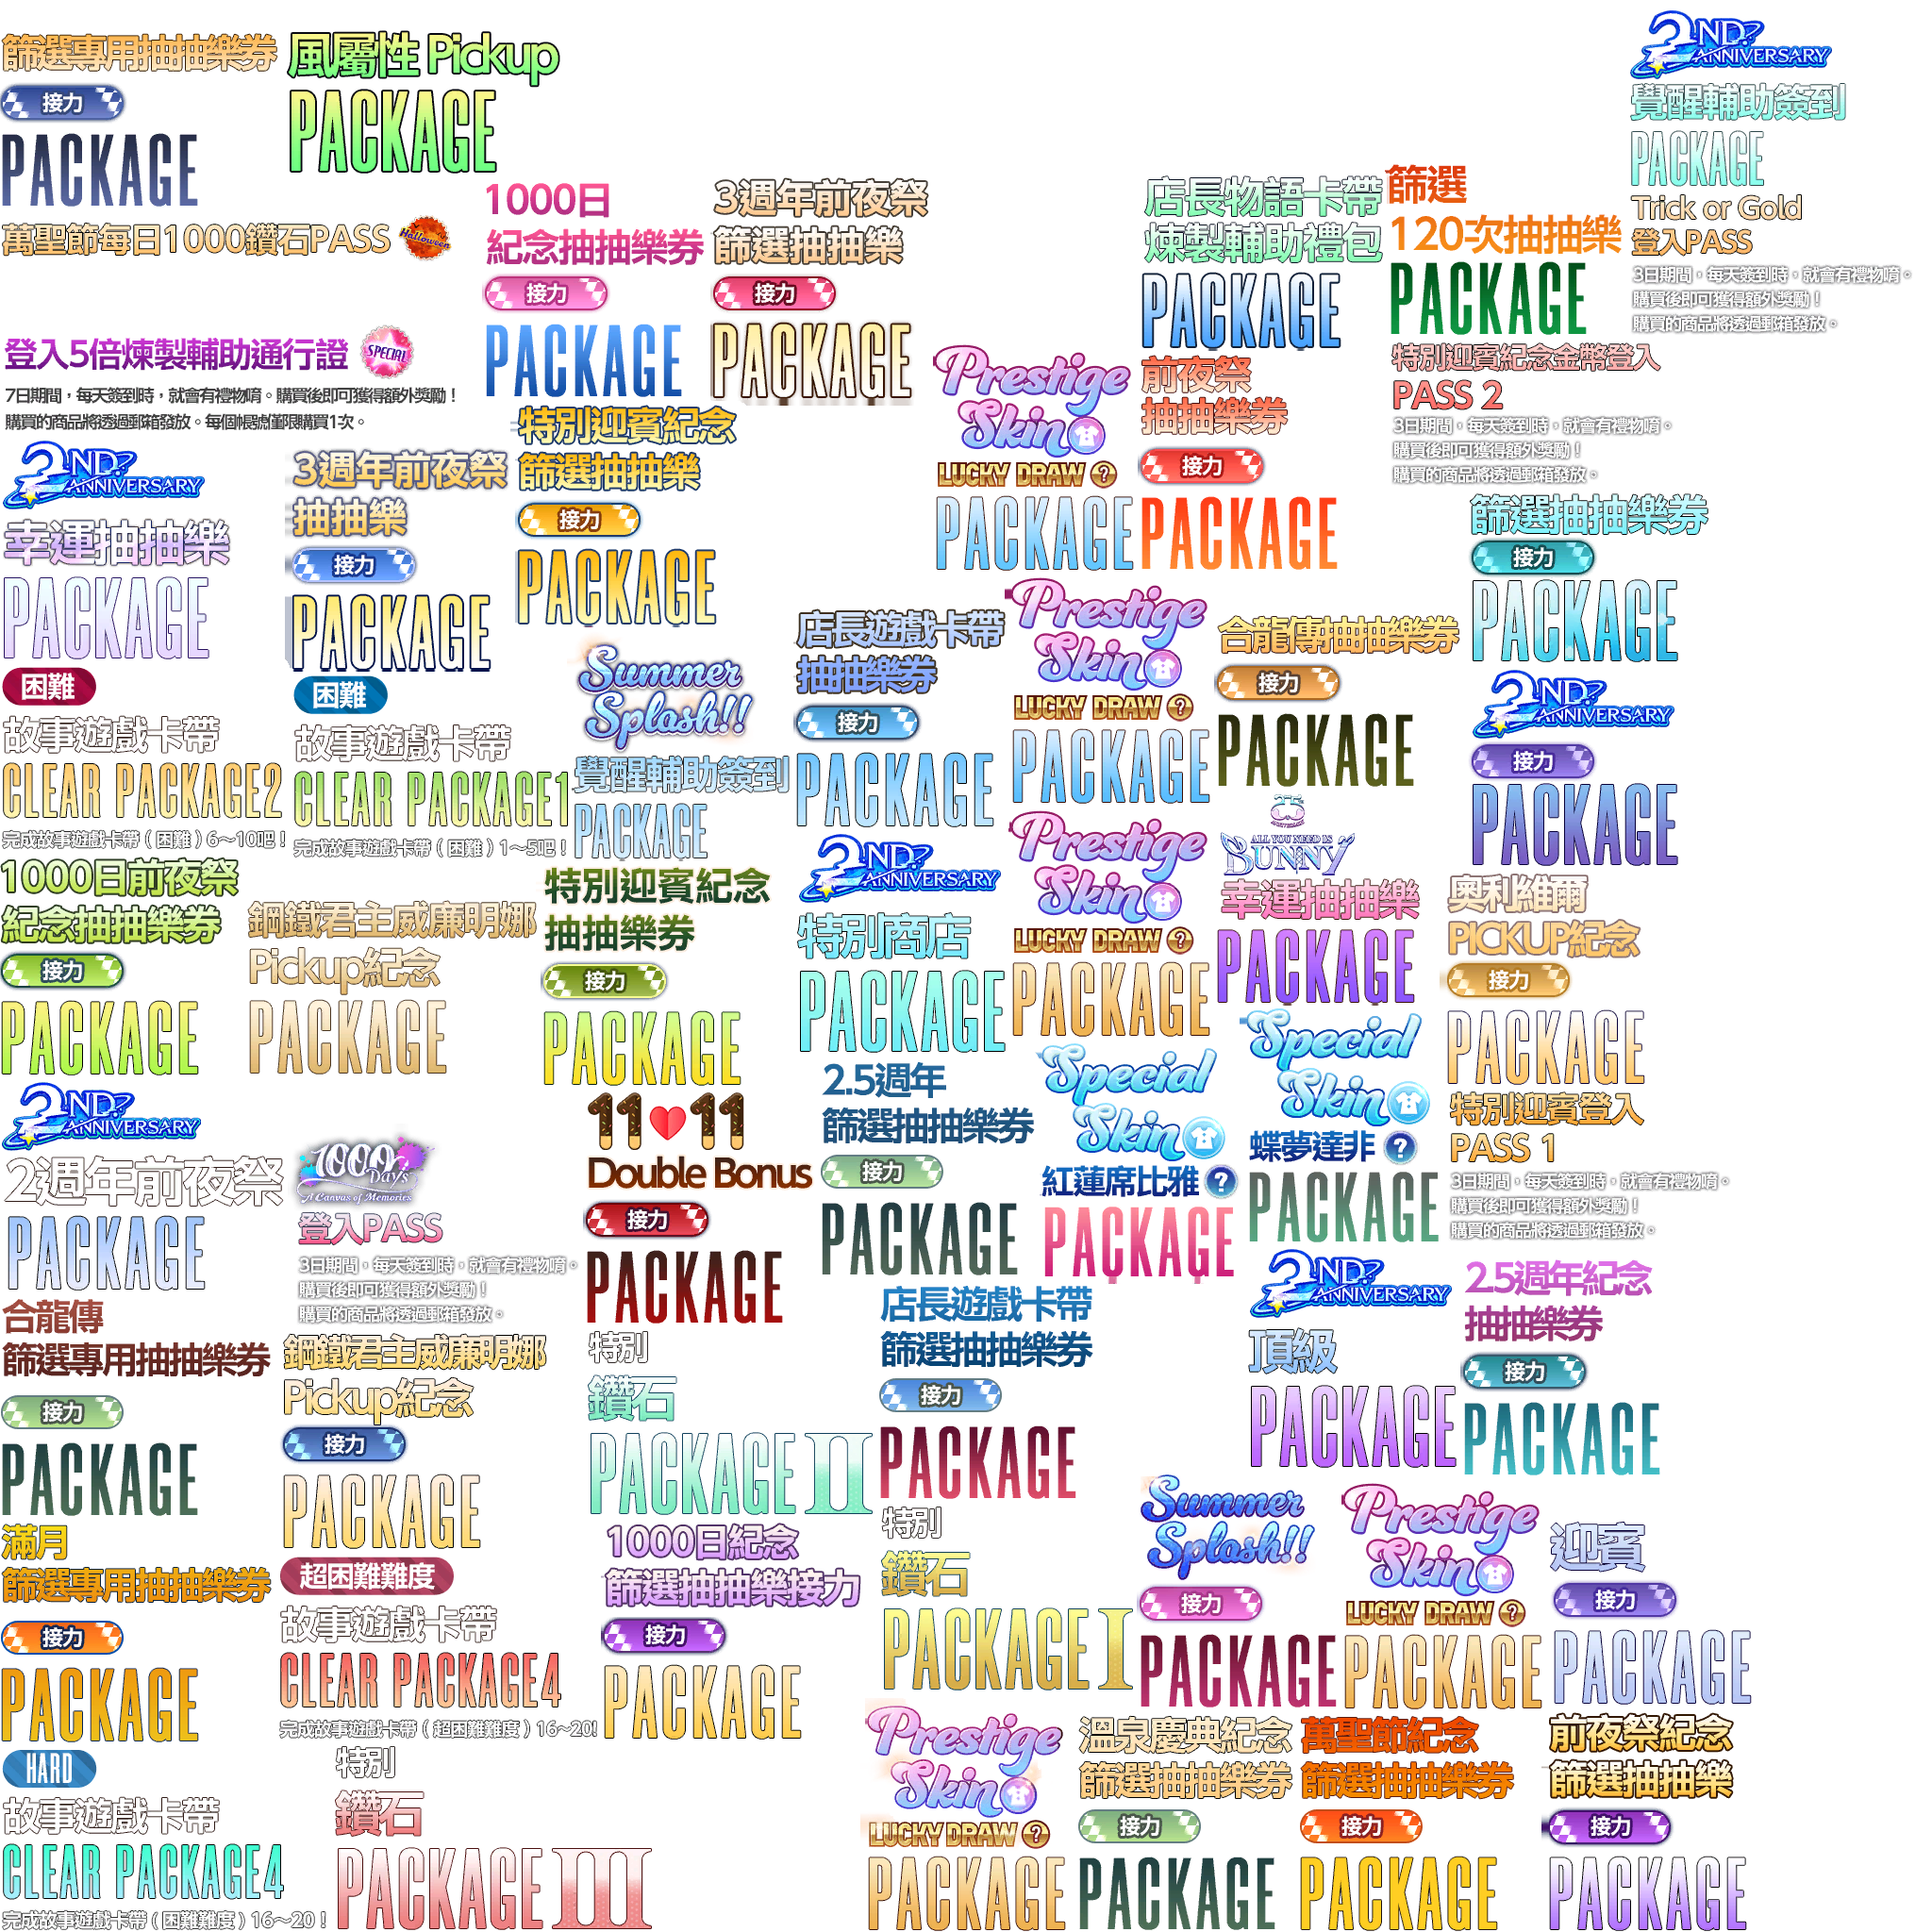 篩選專用抽抽樂券
接力
PACKAGE
萬聖節每日1000鑽石PASS
Halloween
風屬性 Pickup
PACKAGE
1000日
紀念抽抽樂券
接力
PACKAGE
3週年前夜祭
篩選抽抽樂
接力
PACKAGE
店長物語卡帶
煉製輔助禮包
PACKAGE
篩選
120次抽抽樂
PACKAGE
2ND
ANNIVERSARY
覺醒輔助簽到
PACKAGE
Trick or Gold
登入PASS
3日期間，每天簽到時，就會有禮物唷。
購買後即可獲得額外獎勵！
購買的商品將透過郵箱發放。
登入5倍煉製輔助通行證
SPECIAL
7日期間，每天簽到時，就會有禮物唷。購買後即可獲得額外獎勵！
購買的商品將透過郵箱發放。每個帳號僅限購買1次。
特別迎賓紀念金幣登入
PASS 2
3日期間，每天簽到時，就會有禮物唷。
購買後即可獲得額外獎勵！
購買的商品將透過郵箱發放。
Prestige
Skin
LUCKY DRAW ?
PACKAGE
前夜祭
抽抽樂券
接力
PACKAGE
2ND
ANNIVERSARY
幸運抽抽樂
PACKAGE
3週年前夜祭
抽抽樂
接力
PACKAGE
特別迎賓紀念
篩選抽抽樂
接力
PACKAGE
篩選抽抽樂券
接力
PACKAGE
困難
故事遊戲卡帶
CLEAR PACKAGE2
完成故事遊戲卡帶（困難）6～10吧！
困難
故事遊戲卡帶
CLEAR PACKAGE1
完成故事遊戲卡帶（困難）1～5吧！
Summer
Splash!!
覺醒輔助簽到
PACKAGE
店長遊戲卡帶
抽抽樂券
接力
PACKAGE
Prestige
Skin
LUCKY DRAW ?
PACKAGE
合龍傳抽抽樂券
接力
PACKAGE
2ND
ANNIVERSARY
接力
PACKAGE
1000日前夜祭
紀念抽抽樂券
接力
PACKAGE
鋼鐵君主威廉明娜
Pickup紀念
PACKAGE
特別迎賓紀念
抽抽樂券
接力
PACKAGE
2ND
ANNIVERSARY
特別商店
PACKAGE
Prestige
Skin
LUCKY DRAW ?
PACKAGE
ALL YOU NEED IS
BUNNY
幸運抽抽樂
PACKAGE
奧利維爾
PICKUP紀念
接力
PACKAGE
2ND
ANNIVERSARY
2週年前夜祭
PACKAGE
1000
Days
A Canvas of Memories
登入PASS
3日期間，每天簽到時，就會有禮物唷。
購買後即可獲得額外獎勵！
購買的商品將透過郵箱發放。
11 11
Double Bonus
接力
PACKAGE
2.5週年
篩選抽抽樂券
接力
PACKAGE
Special
Skin
紅蓮席比雅 ?
PACKAGE
Special
Skin
蝶夢達非 ?
PACKAGE
特別迎賓登入
PASS 1
3日期間，每天簽到時，就會有禮物唷。
購買後即可獲得額外獎勵！
購買的商品將透過郵箱發放。
合龍傳
篩選專用抽抽樂券
接力
PACKAGE
鋼鐵君主威廉明娜
Pickup紀念
接力
PACKAGE
特別
鑽石
PACKAGE II
店長遊戲卡帶
篩選抽抽樂券
接力
PACKAGE
2ND
ANNIVERSARY
頂級
PACKAGE
2.5週年紀念
抽抽樂券
接力
PACKAGE
滿月
篩選專用抽抽樂券
接力
PACKAGE
超困難難度
故事遊戲卡帶
CLEAR PACKAGE4
完成故事遊戲卡帶（超困難難度）16～20!
1000日紀念
篩選抽抽樂接力
接力
PACKAGE
特別
鑽石
PACKAGE I
Summer
Splash!!
接力
PACKAGE
Prestige
Skin
LUCKY DRAW ?
PACKAGE
迎賓
接力
PACKAGE
HARD
故事遊戲卡帶
CLEAR PACKAGE4
完成故事遊戲卡帶（困難難度）16～20！
特別
鑽石
PACKAGE III
Prestige
Skin
LUCKY DRAW ?
PACKAGE
溫泉慶典紀念
篩選抽抽樂券
接力
PACKAGE
萬聖節紀念
篩選抽抽樂券
接力
PACKAGE
前夜祭紀念
篩選抽抽樂
接力
PACKAGE